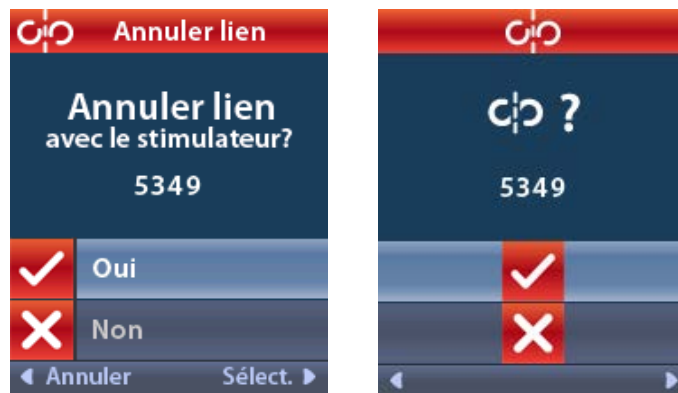 Annuler lien
Annuler lien
avec le stimulateur?
5349
Oui
Non
Annuler Sélect.
?
5349